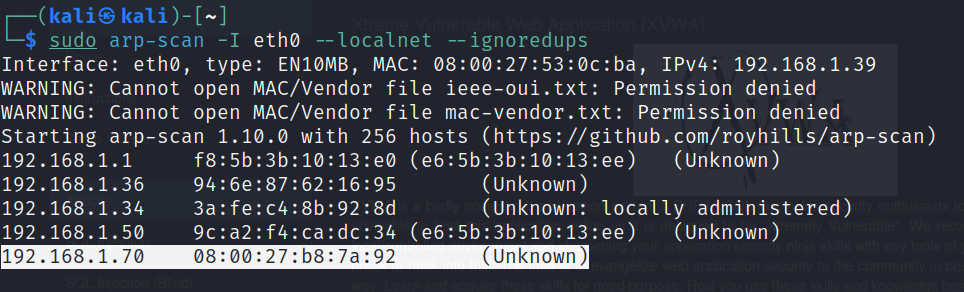 ┌──(kali㉿kali)-[~]
└─$ sudo arp-scan -I eth0 --localnet --ignoredups
Interface: eth0, type: EN10MB, MAC: 08:00:27:53:0c:ba, IPv4: 192.168.1.39
WARNING: Cannot open MAC/Vendor file ieee-oui.txt: Permission denied
WARNING: Cannot open MAC/Vendor file mac-vendor.txt: Permission denied
Starting arp-scan 1.10.0 with 256 hosts (https://github.com/royhills/arp-scan)
192.168.1.1     f8:5b:3b:10:13:e0 (e6:5b:3b:10:13:ee)   (Unknown)
192.168.1.36    94:6e:87:62:16:95       (Unknown)
192.168.1.34    3a:fe:c4:8b:92:8d       (Unknown: locally administered)
192.168.1.50    9c:a2:f4:ca:dc:34 (e6:5b:3b:10:13:ee)   (Unknown)
192.168.1.70    08:00:27:b8:7a:92       (Unknown)
Xtreme Vulnerable Web Application (XVWA)